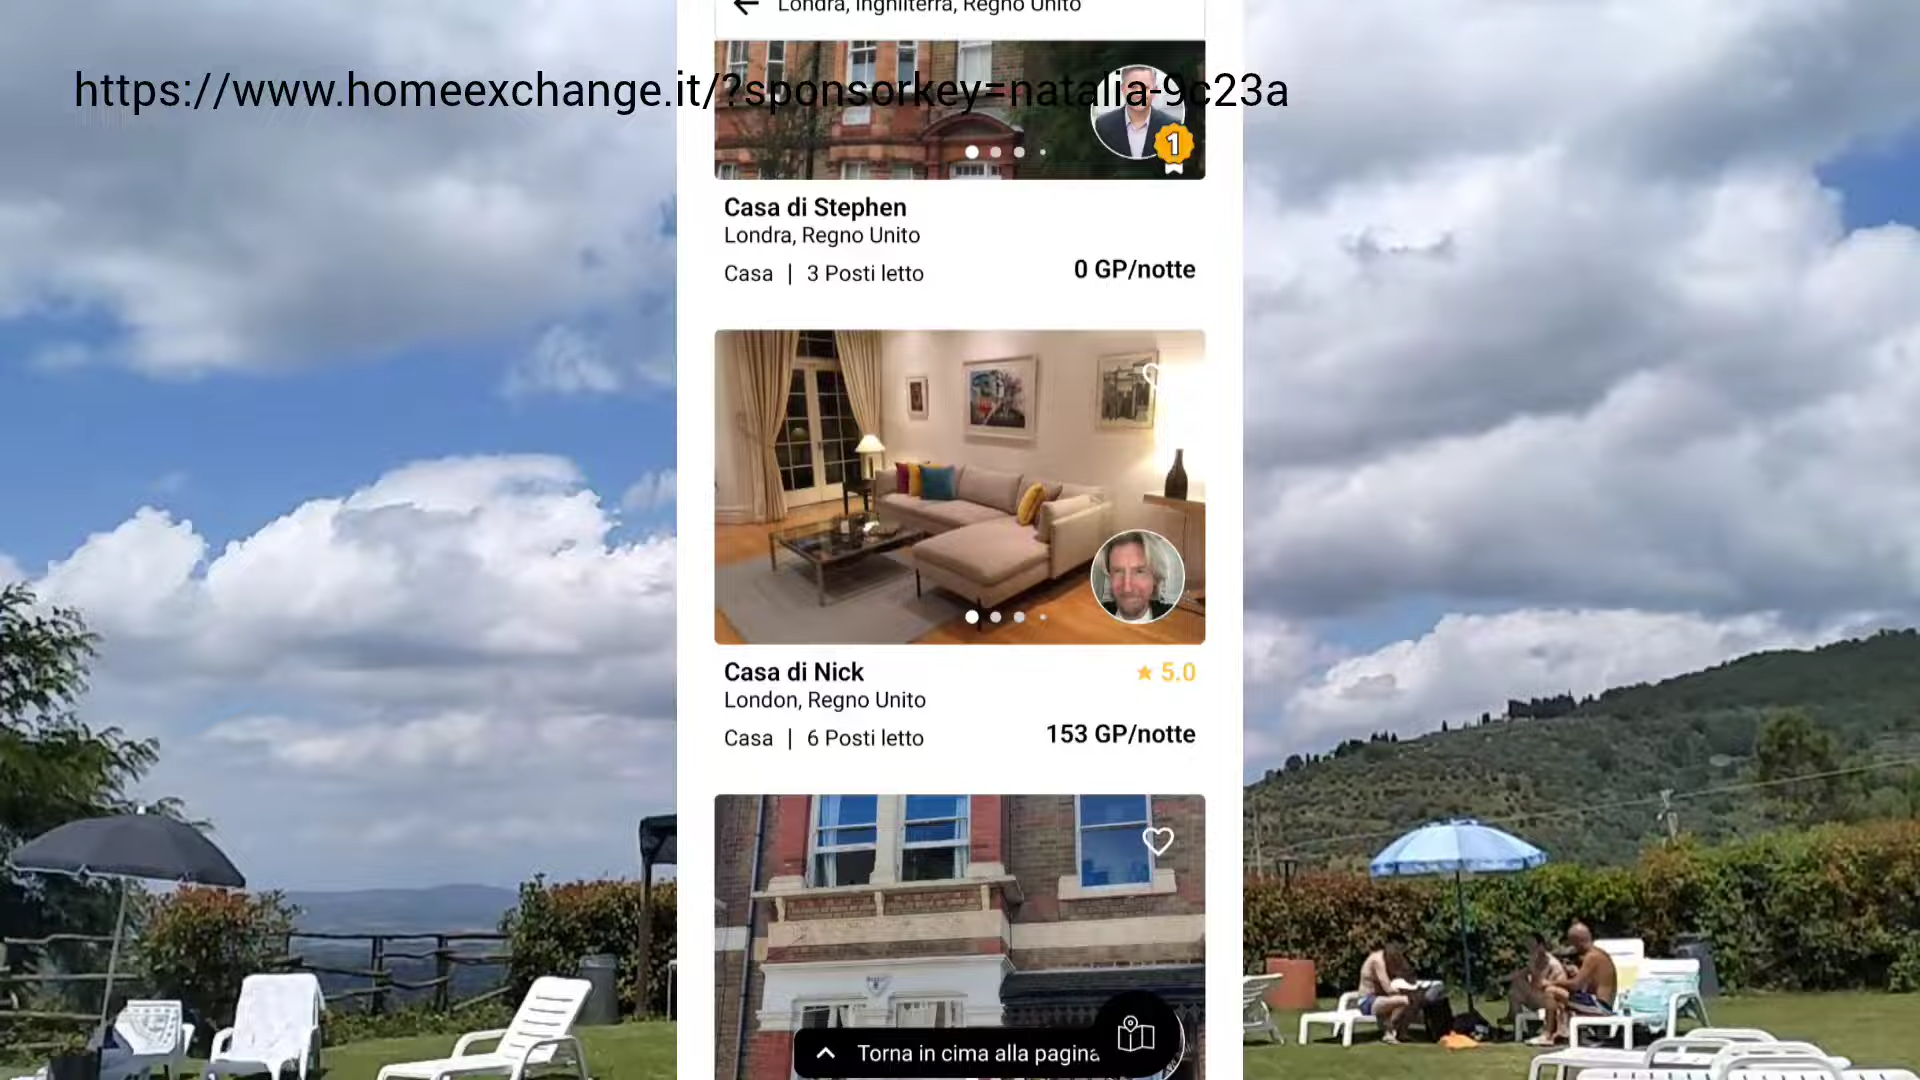 Londra, Inghilterra, Regno Unito
https://www.homeexchange.it/?sponsorkey=natalia-9c23a
1
Casa di Stephen
Londra, Regno Unito
Casa | 3 Posti letto
0 GP/notte
Casa di Nick
5.0
London, Regno Unito
Casa | 6 Posti letto
153 GP/notte
Torna in cima alla pagina